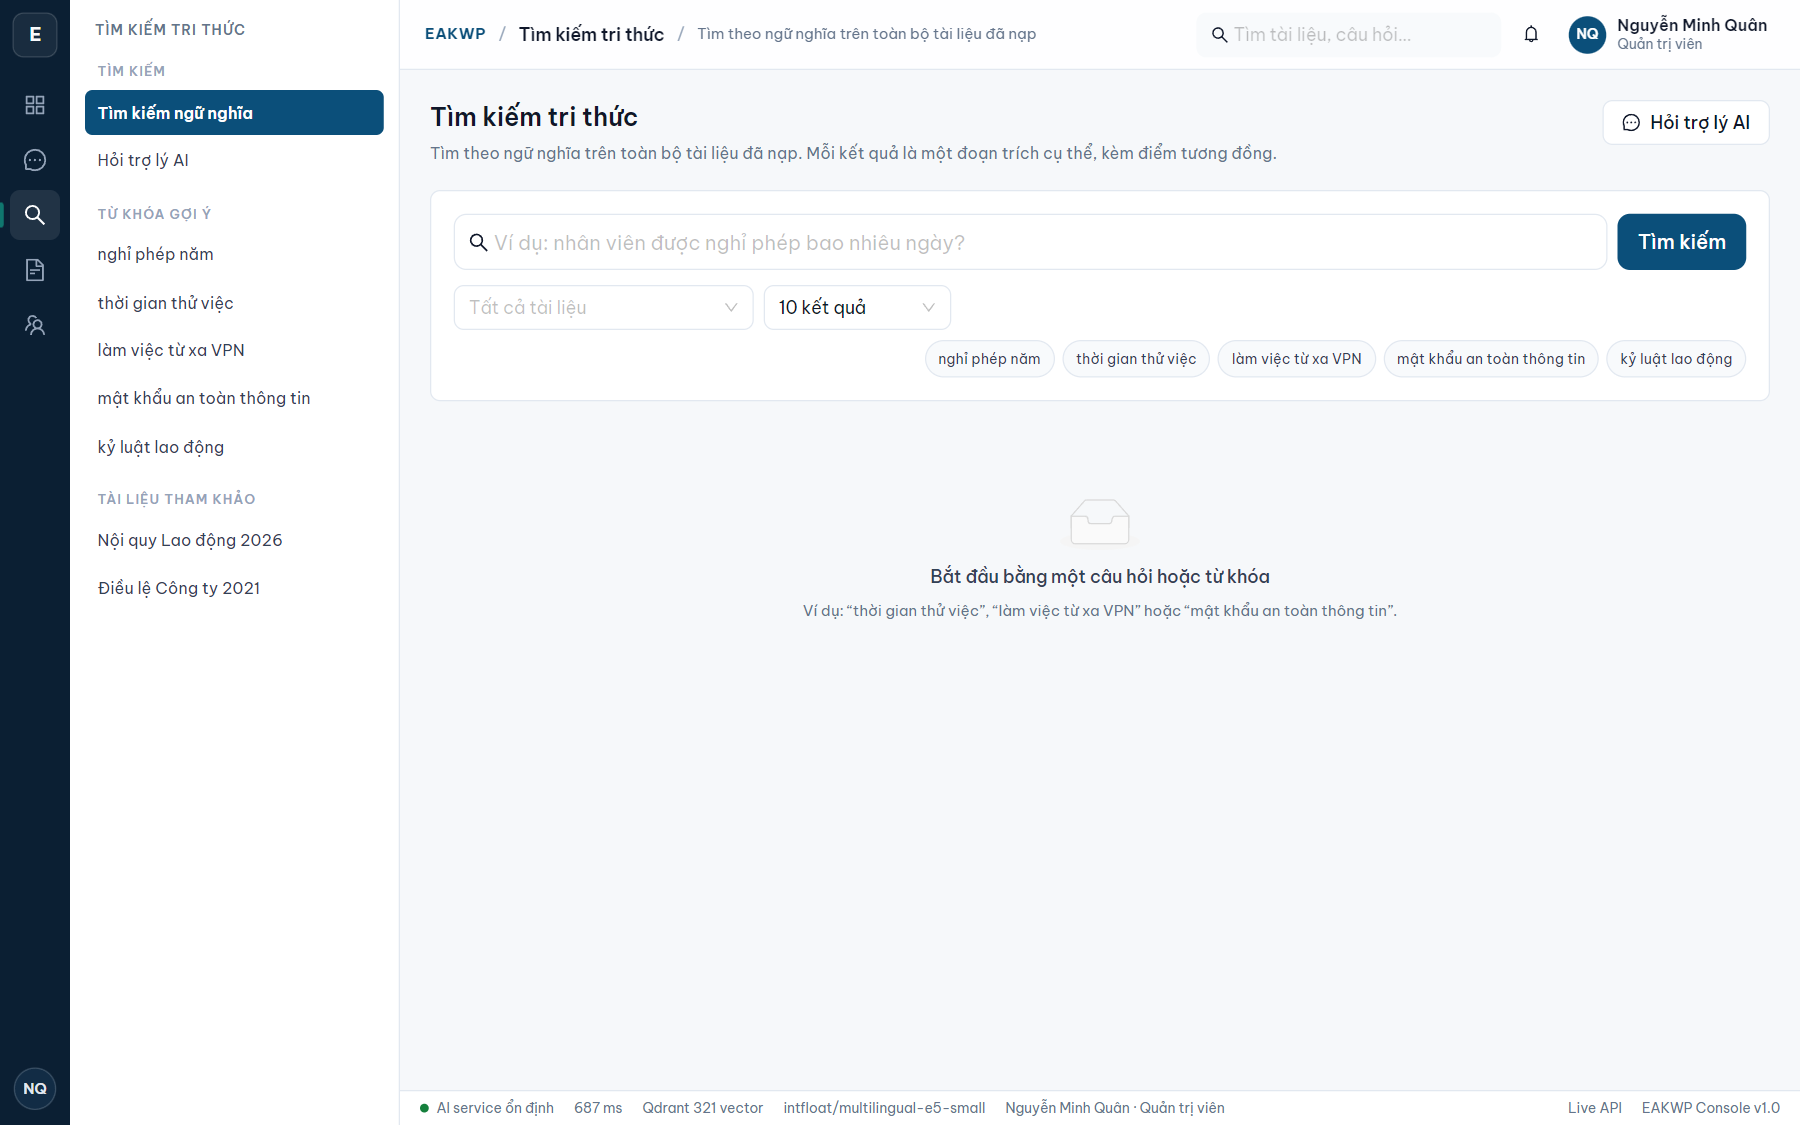 E
TÌM KIẾM TRI THỨC
TÌM KIẾM
Tìm kiếm ngữ nghĩa
Hỏi trợ lý AI
TỪ KHÓA GỢI Ý
nghỉ phép năm
thời gian thử việc
làm việc từ xa VPN
mật khẩu an toàn thông tin
kỷ luật lao động
TÀI LIỆU THAM KHẢO
Nội quy Lao động 2026
Điều lệ Công ty 2021
NQ
EAKWP / Tìm kiếm tri thức / Tìm theo ngữ nghĩa trên toàn bộ tài liệu đã nạp
Tìm tài liệu, câu hỏi...
NQ
Nguyễn Minh Quân
Quản trị viên
Tìm kiếm tri thức
Tìm theo ngữ nghĩa trên toàn bộ tài liệu đã nạp. Mỗi kết quả là một đoạn trích cụ thể, kèm điểm tương đồng.
Hỏi trợ lý AI
Ví dụ: nhân viên được nghỉ phép bao nhiêu ngày?
Tìm kiếm
Tất cả tài liệu
10 kết quả
nghỉ phép năm
thời gian thử việc
làm việc từ xa VPN
mật khẩu an toàn thông tin
kỷ luật lao động
Bắt đầu bằng một câu hỏi hoặc từ khóa
Ví dụ: “thời gian thử việc”, “làm việc từ xa VPN” hoặc “mật khẩu an toàn thông tin”.
AI service ổn định
687 ms
Qdrant 321 vector
intfloat/multilingual-e5-small
Nguyễn Minh Quân · Quản trị viên
Live API
EAKWP Console v1.0